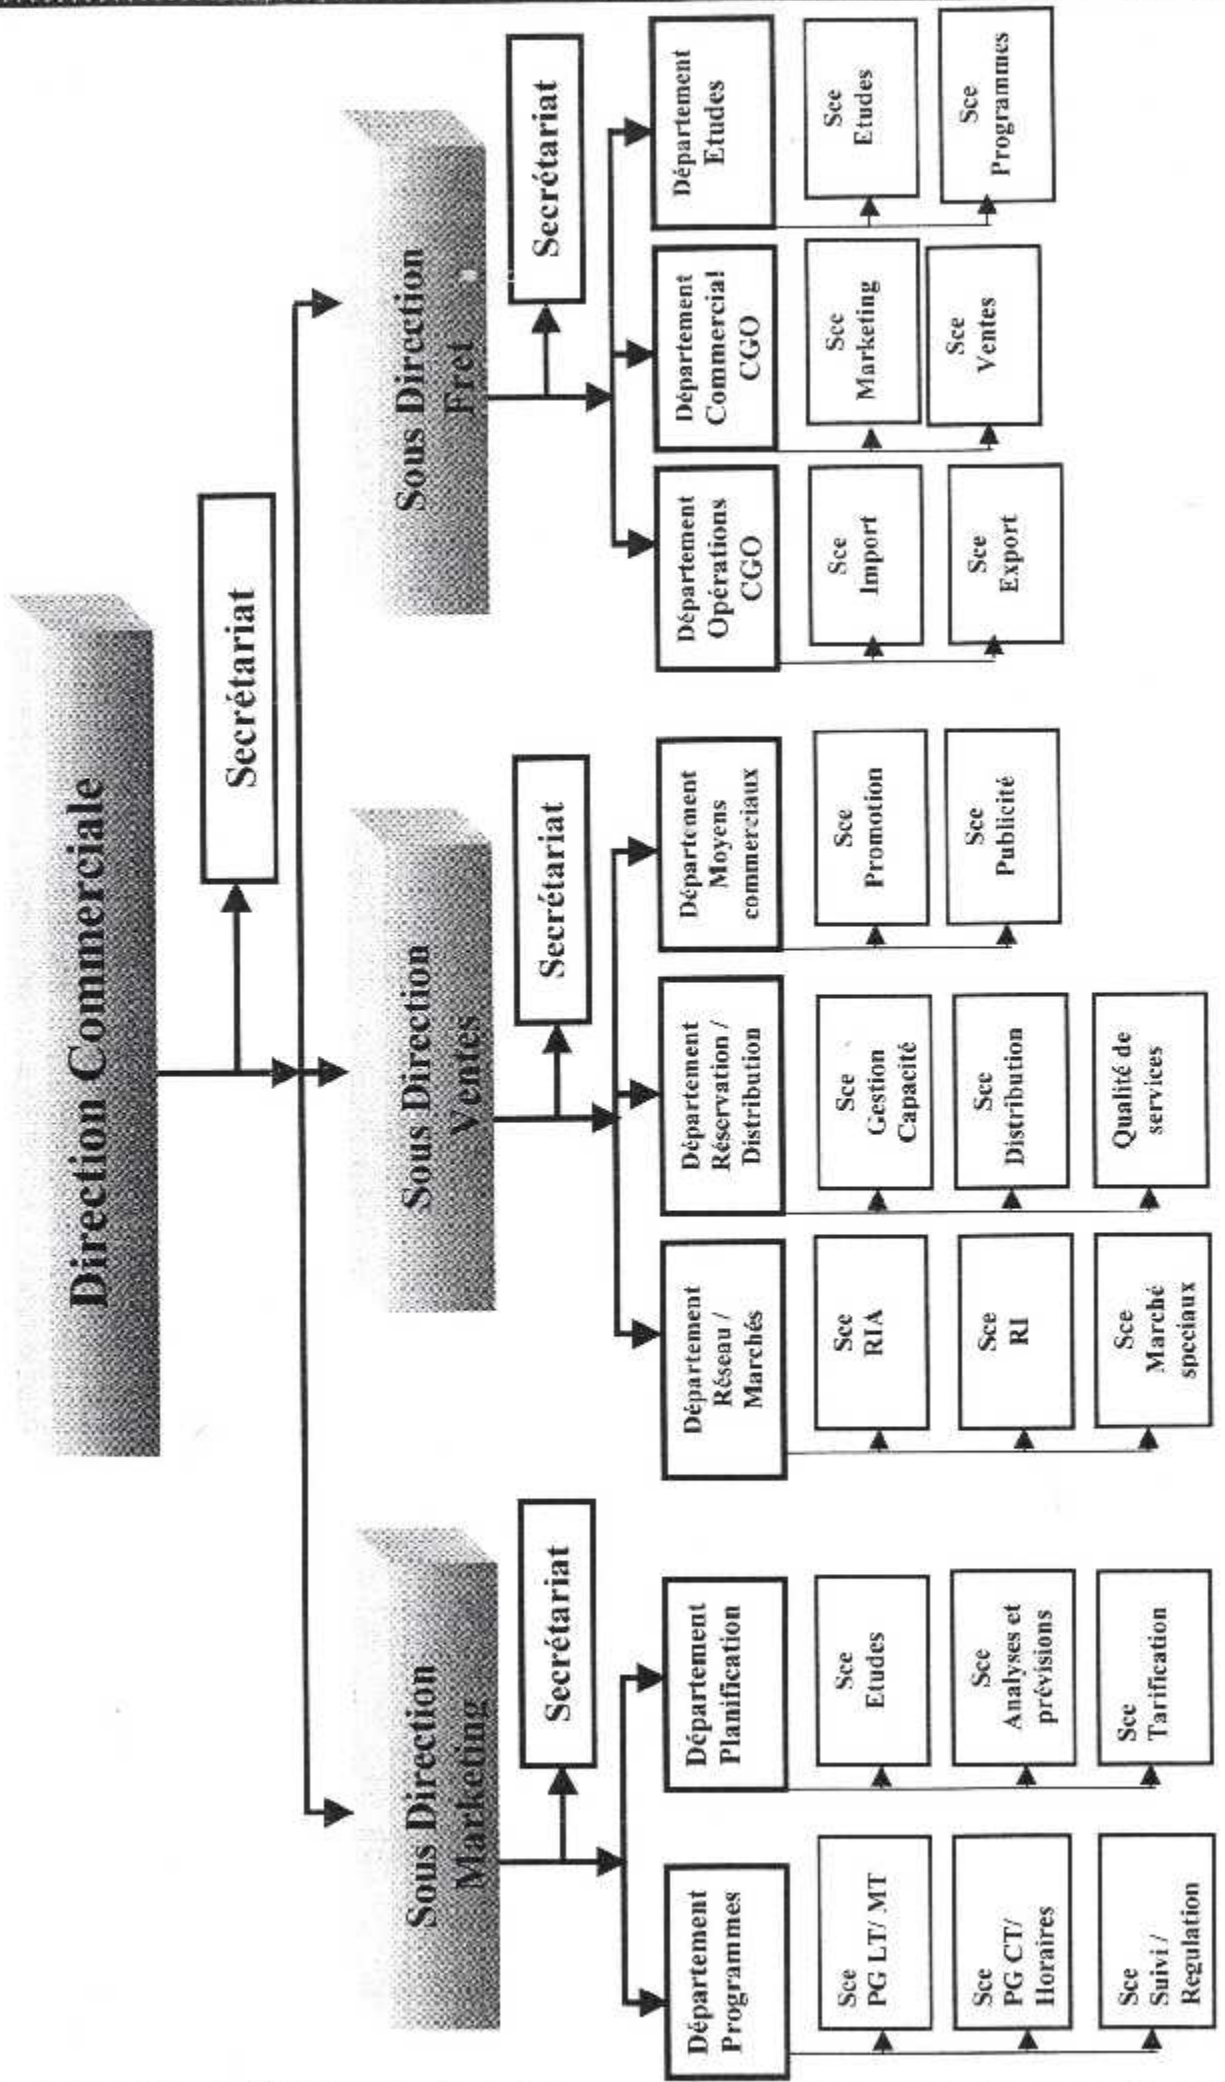 Direction Commerciale
Secrétariat
Sous Direction
Marketing
Secrétariat
Département
Programmes
Sce
PG LT/ MT
Sce
PG CT/
Horaires
Sce
Suivi /
Regulation
Département
Planification
Sce
Etudes
Sce
Analyses et
prévisions
Sce
Tarification
Sous Direction
Ventes
Secrétariat
Département
Réseau /
Marchés
Sce
RIA
Sce
RI
Sce
Marché
speciaux
Département
Réservation /
Distribution
Sce
Gestion
Capacité
Sce
Distribution
Qualité de
services
Département
Moyens
commerciaux
Sce
Promotion
Sce
Publicité
Sous Direction
Fret
Secrétariat
Département
Opérations
CGO
Sce
Import
Sce
Export
Département
Commercial
CGO
Sce
Marketing
Sce
Ventes
Département
Etudes
Sce
Etudes
Sce
Programmes